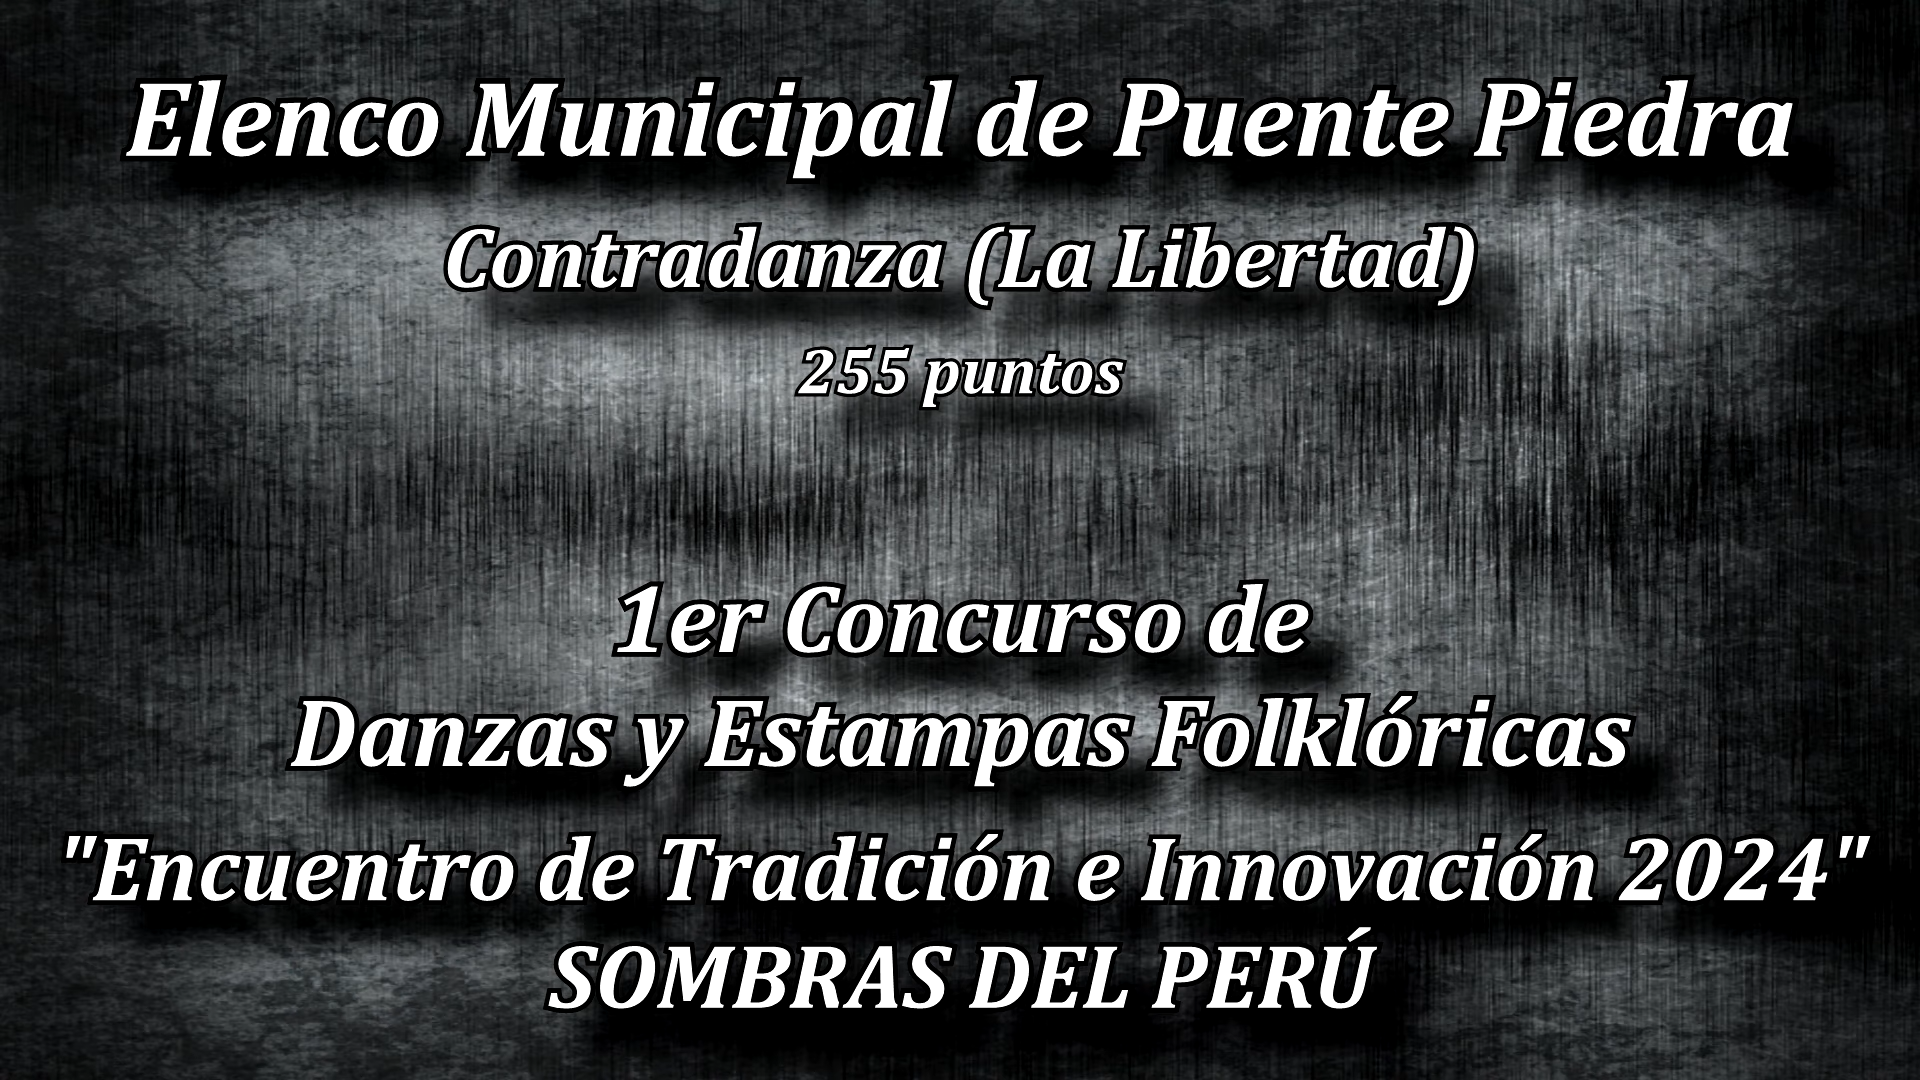 Elenco Municipal de Puente Piedra
Contradanza (La Libertad)
255 puntos
1er Concurso de
Danzas y Estampas Folklóricas
"Encuentro de Tradición e Innovación 2024"
SOMBRAS DEL PERÚ